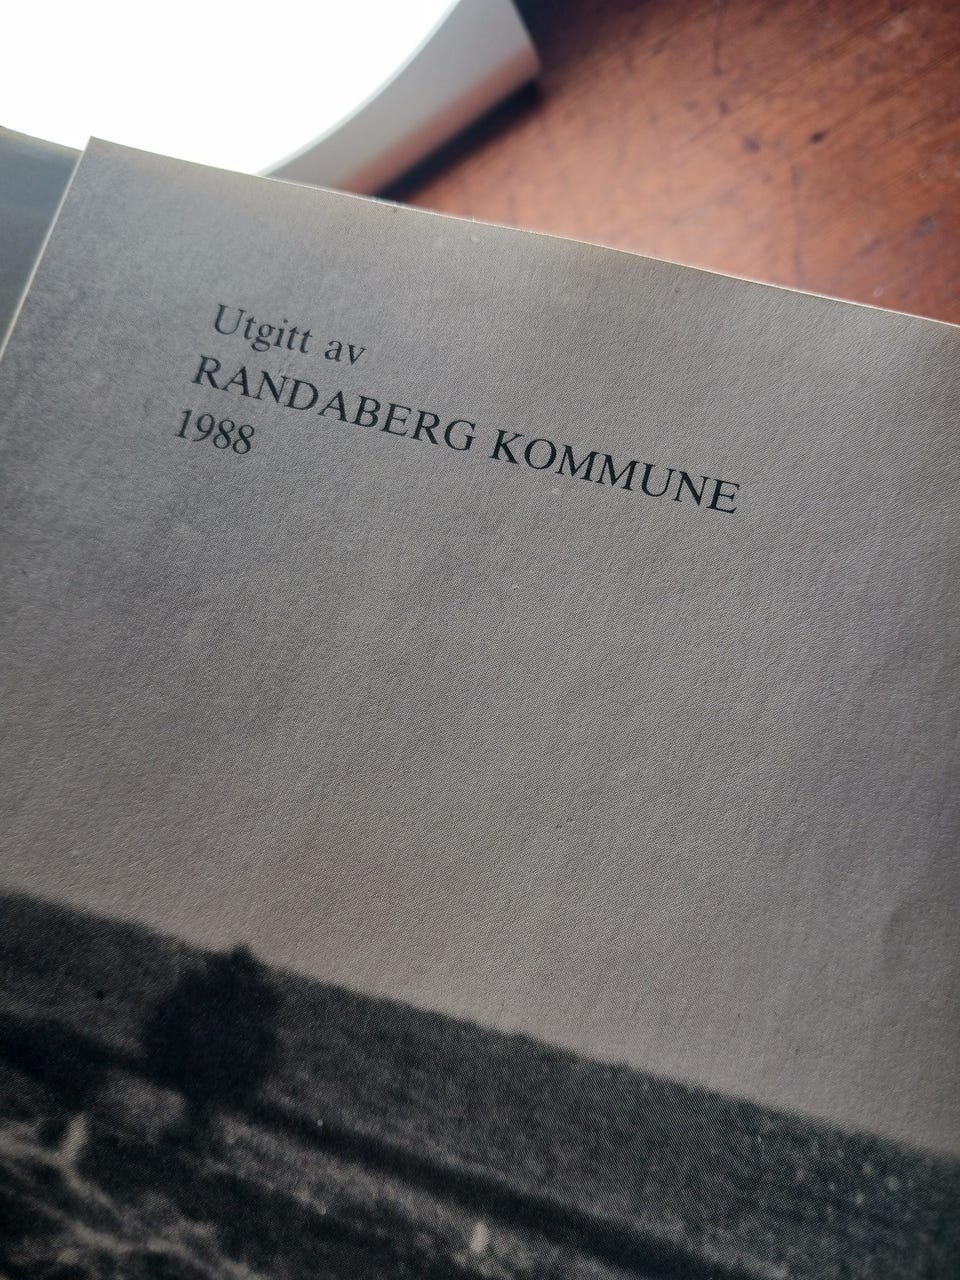 Utgitt av
RANDABERG KOMMUNE
1988